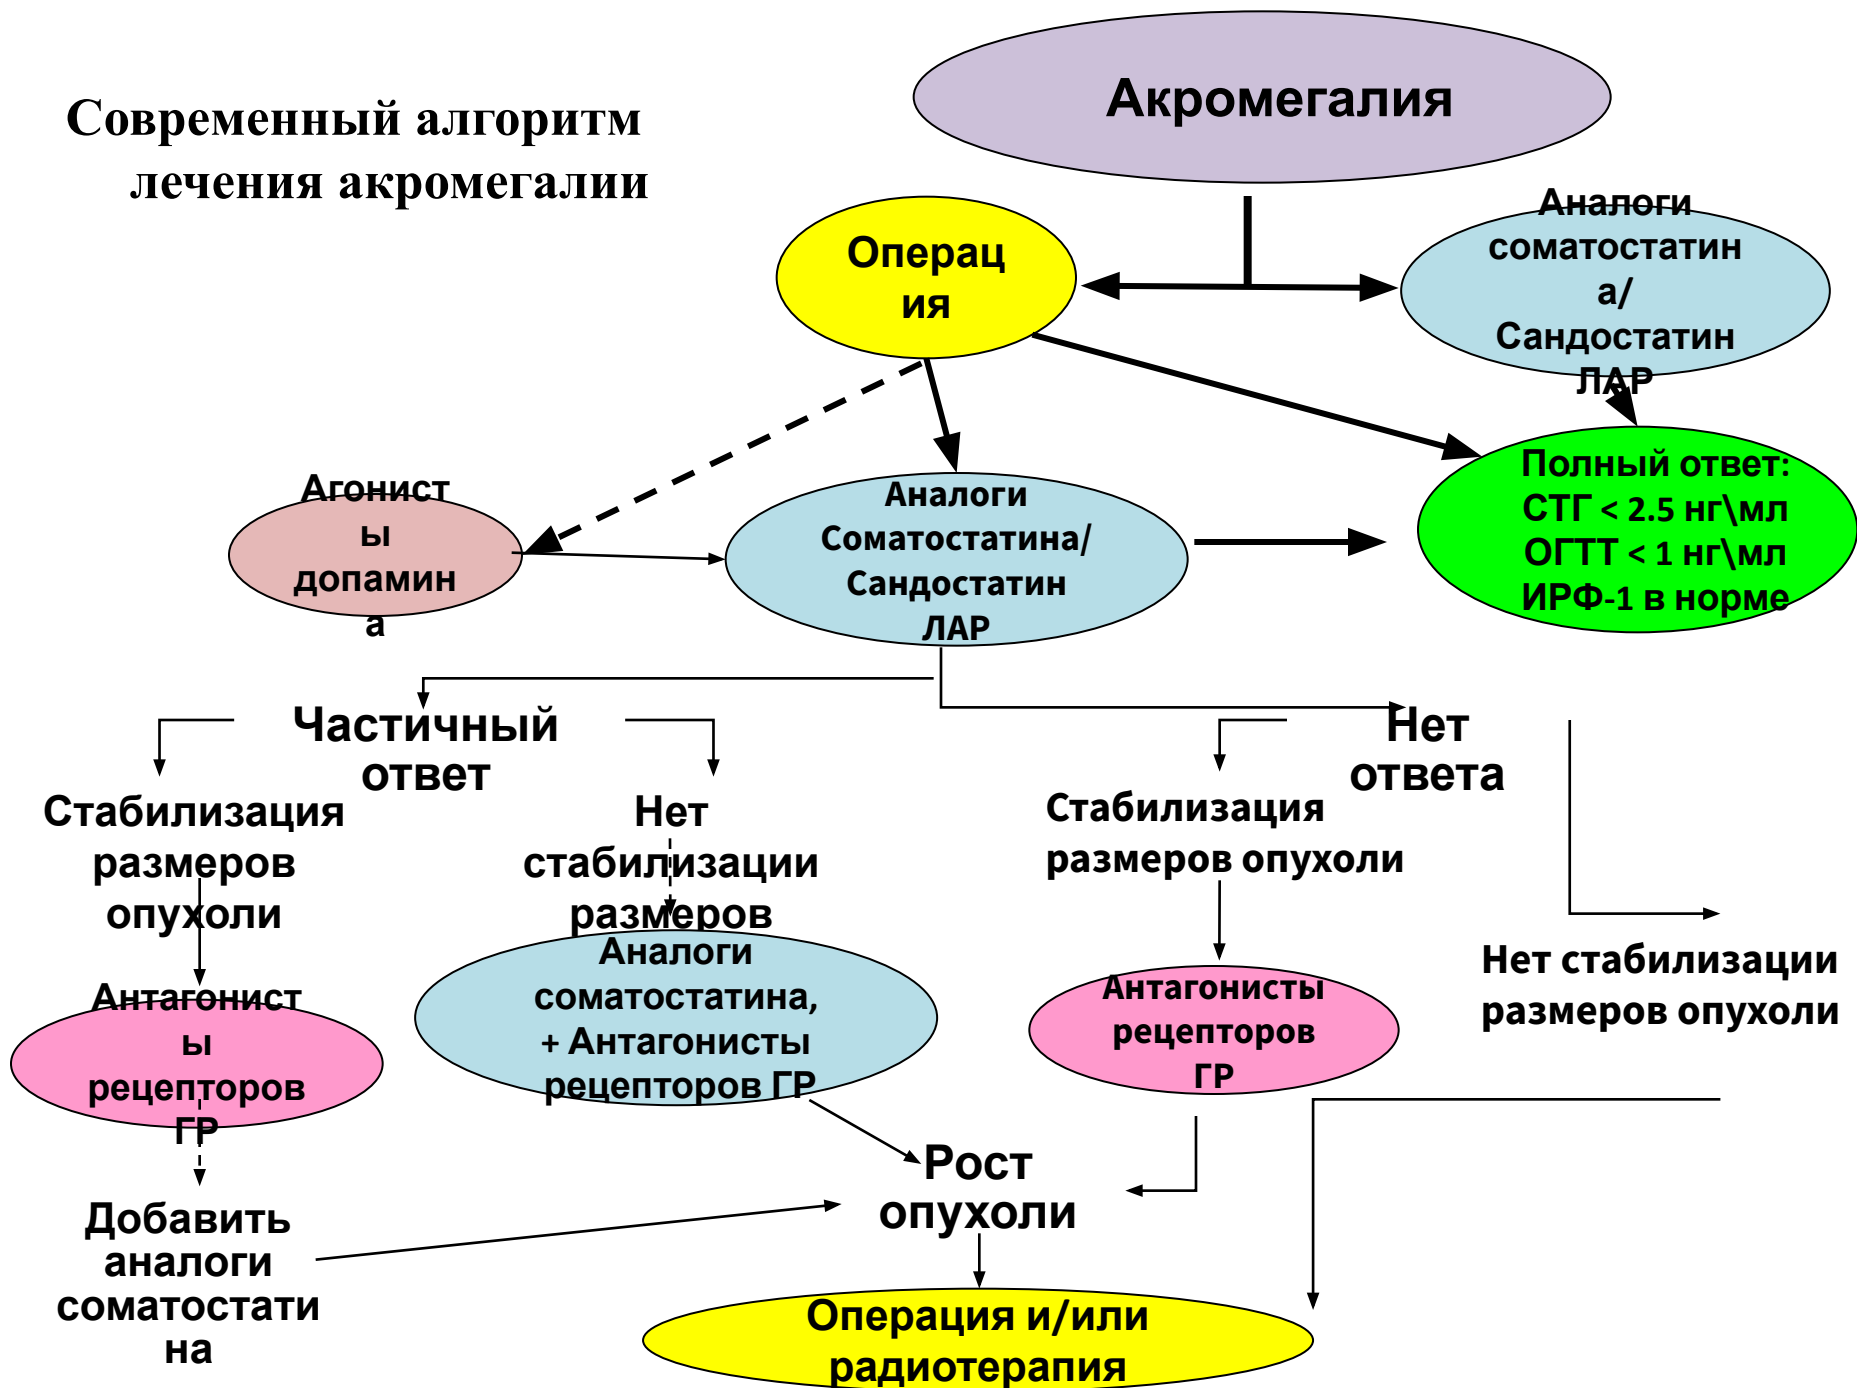 Современный алгоритм
лечения акромегалии
Акромегалия
Операц
ия
Аналоги
соматостатин
а/
Сандостатин
ЛАР
Агонист
ы
допамин
а
Аналоги
Соматостатина/
Сандостатин
ЛАР
Полный ответ:
СТГ < 2.5 нг\мл
ОГТТ < 1 нг\мл
ИРФ-1 в норме
Частичный
ответ
Нет
ответа
Стабилизация
размеров
опухоли
Нет
стабилизации
размеров
Стабилизация
размеров опухоли
Нет стабилизации
размеров опухоли
Антагонист
ы
рецепторов
ГР
Аналоги
соматостатина,
+ Антагонисты
рецепторов ГР
Антагонисты
рецепторов
ГР
Рост
опухоли
Добавить
аналоги
соматостати
на
Операция и/или
радиотерапия